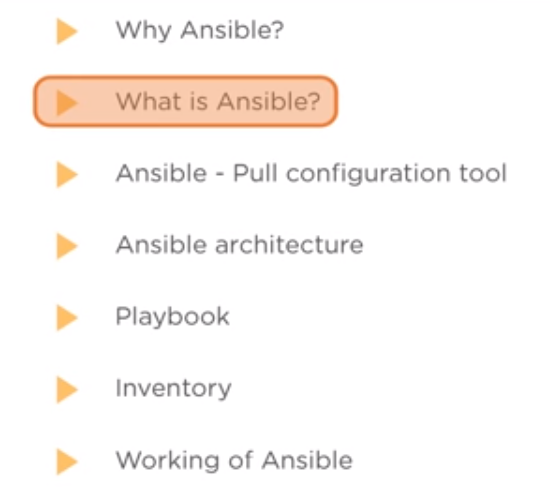 Why Ansible?
What is Ansible?
Ansible - Pull configuration tool
Ansible architecture
Playbook
Inventory
Working of Ansible